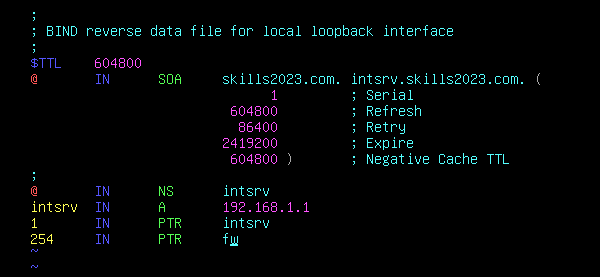 ;
; BIND reverse data file for local loopback interface
;
$TTL    604800
@       IN      SOA     skills2023.com. intsrv.skills2023.com. (
                              1         ; Serial
                         604800         ; Refresh
                          86400         ; Retry
                        2419200         ; Expire
                         604800 )       ; Negative Cache TTL
;
@       IN      NS      intsrv
intsrv  IN      A       192.168.1.1
1       IN      PTR     intsrv
254     IN      PTR     fw
~
~